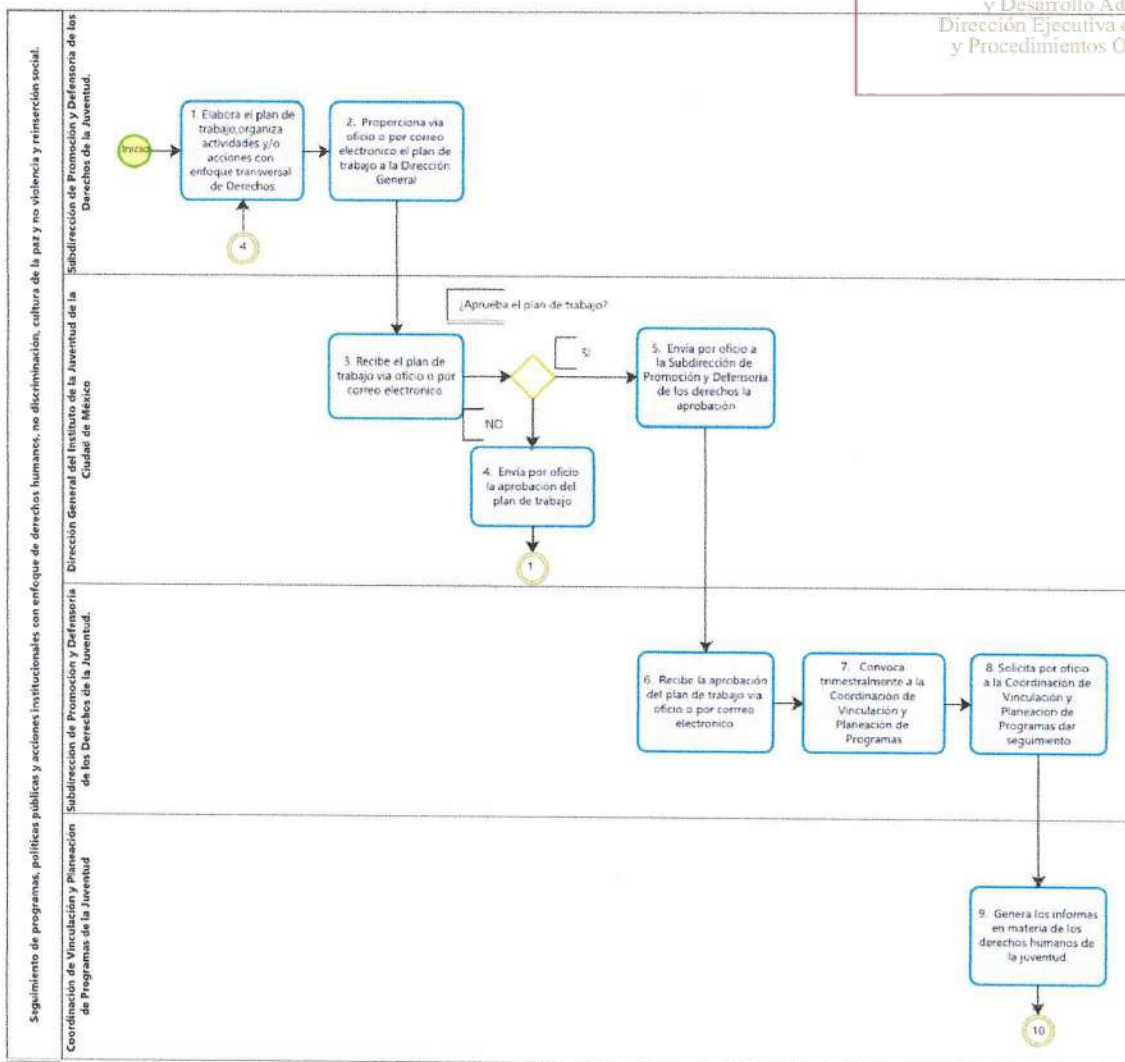 y Desarrollo Ad
Dirección Ejecutiva
y Procedimientos O
Seguimiento de programas, políticas públicas y acciones institucionales con enfoque de derechos humanos, no discriminación, cultura de la paz y no violencia y reinserción social.
Subdirección de Promoción y Defensoría de los
Derechos de la Juventud.
Inicio
1. Elabora el plan de
trabajo,organiza
actividades y/o
acciones con
enfoque transversal
de Derechos
2. Proporciona via
oficio o por correo
electronico el plan de
trabajo a la Dirección
General
4
Dirección General del Instituto de la Juventud de la
Ciudad de México
¿Aprueba el plan de trabajo?
3. Recibe el plan de
trabajo via oficio o por
correo electronico
SI
NO
5. Envía por oficio a
la Subdirección de
Promoción y Defensoria
de los derechos la
aprobación
4. Envía por oficio
la aprobación del
plan de trabajo
1
Subdirección de Promoción y Defensoría
de los Derechos de la Juventud.
6. Recibe la aprobación
del plan de trabajo via
oficio o por correo
electronico
7. Convoca
trimestralmente a la
Coordinación de
Vinculación y
Planeación de
Programas
8. Solicita por oficio
a la Coordinación de
Vinculación y
Planeación de
Programas dar
seguimiento
Coordinación de Vinculación y Planeación
de Programas de la Juventud
9. Genera los informes
en materia de los
derechos humanos de
la juventud
10